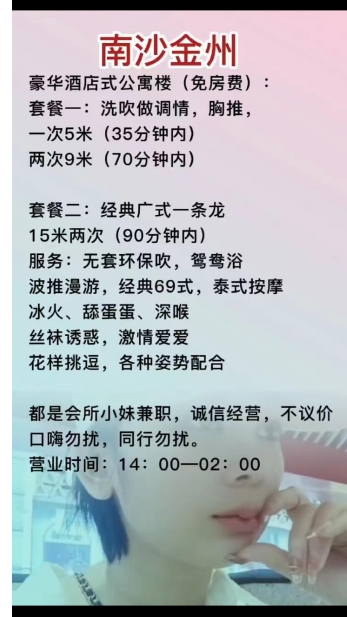 南沙金州
豪华酒店式公寓楼（免房费）：
套餐一：洗吹做调情，胸推，
一次5米（35分钟内）
两次9米（70分钟内）
套餐二：经典广式一条龙
15米两次（90分钟内）
服务：无套环保吹，鸳鸯浴
波推漫游，经典69式，泰式按摩
冰火、舔蛋蛋、深喉
丝袜诱惑，激情爱爱
花样挑逗，各种姿势配合
都是会所小妹兼职，诚信经营，不议价
口嗨勿扰，同行勿扰。
营业时间：14：00—02：00